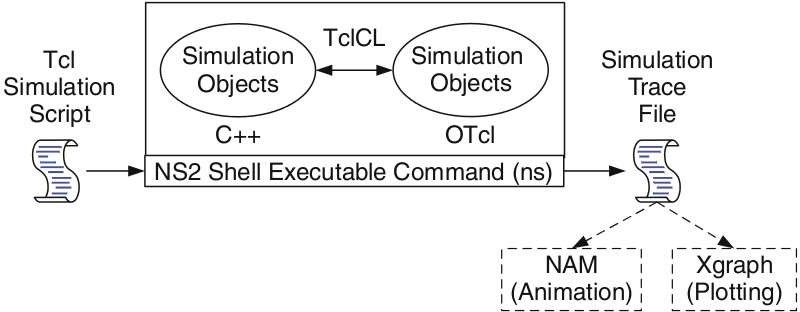 Tcl
Simulation
Script
TclCL
Simulation
Objects
Simulation
Objects
C++
OTcl
NS2 Shell Executable Command (ns)
Simulation
Trace
File
NAM
(Animation)
Xgraph
(Plotting)